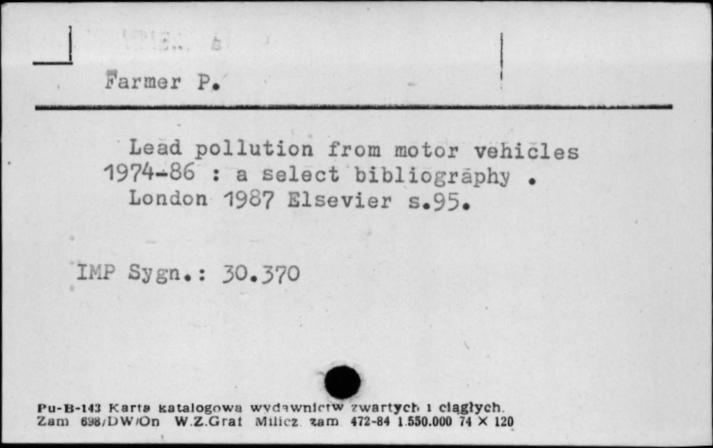 Farmer P.
Lead pollution from motor vehicles
1974-86 : a select bibliography .
London 1987 Elsevier s.95.
IMP Sygn.: 30.370
Pu-B-143 Karta katalogowa wydawnictw zwartych i ciągłych.
Zam 698/DW/On W.Z.Graf Milicz zam 472-84 1.550.000 74 X 120